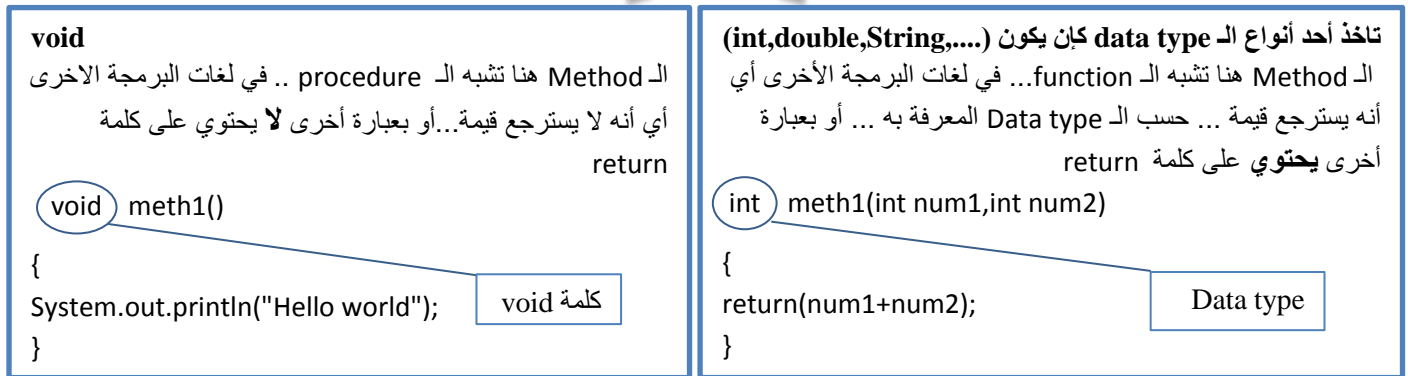 تاخذ أحد أنواع الـ data type كإن يكون (int,double,String,....)
الـ Method هنا تشبه الـ function... في لغات البرمجة الأخرى أي
أنه يسترجع قيمة ... حسب الـ Data type المعرفة به ... أو بعبارة
أخرى يحتوي على كلمة return
int meth1(int num1,int num2)
{
return(num1+num2);
Data type
}
void
الـ Method هنا تشبه الـ procedure .. في لغات البرمجة الاخرى
أي أنه لا يسترجع قيمة...أو بعبارة أخرى لا يحتوي على كلمة
return
void meth1()
{
System.out.println("Hello world");
كلمة void
}